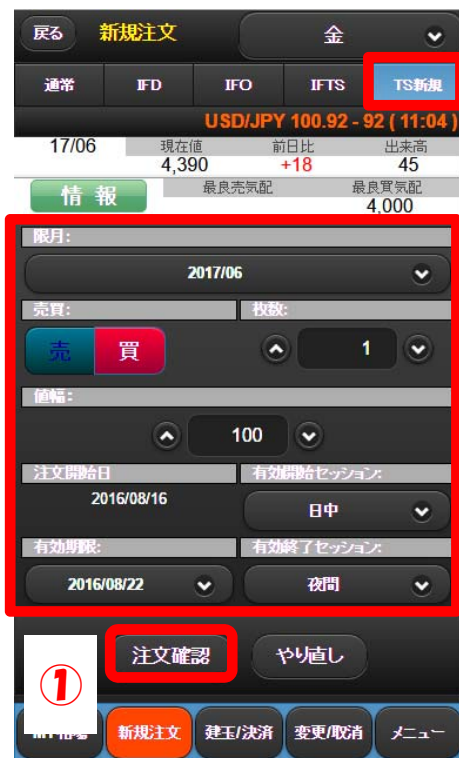 戻る 新規注文 金
通常 IFD IFO IFTS TS新規
USD/JPY 100.92 - 92 ( 11:04 )
17/06 現在値 前日比 出来高
4,390 +18 45
情 報 最良売気配 最良買気配
4,000
限月:
2017/06
売買: 枚数:
売 買 1
値幅:
100
注文開始日 有効開始セッション:
2016/08/16 日中
有効期限: 有効終了セッション:
2016/08/22 夜間
注文確認 やり直し
①
新規注文 建玉/決済 変更/取消 メニュー